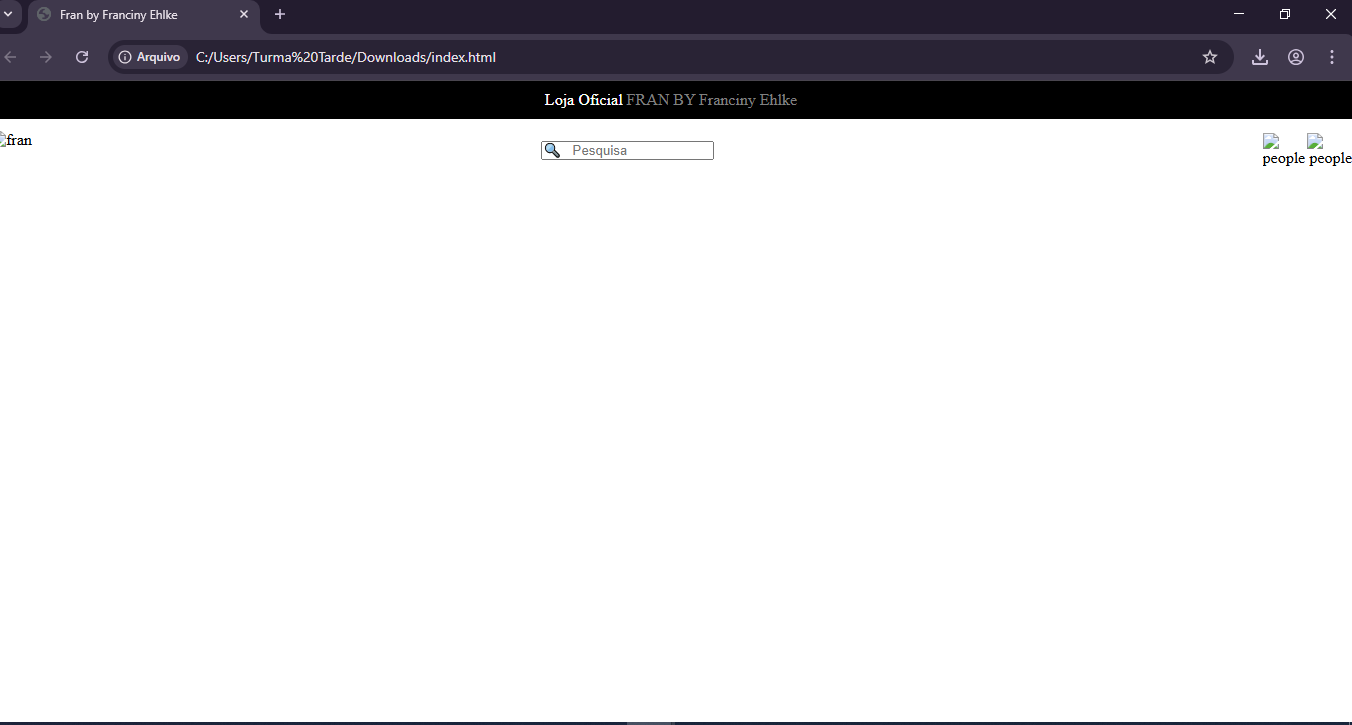 Fran by Franciny Ehlke
Arquivo C:/Users/Turma%20Tarde/Downloads/index.html
Loja Oficial FRAN BY Franciny Ehlke
fran
Pesquisa
people people